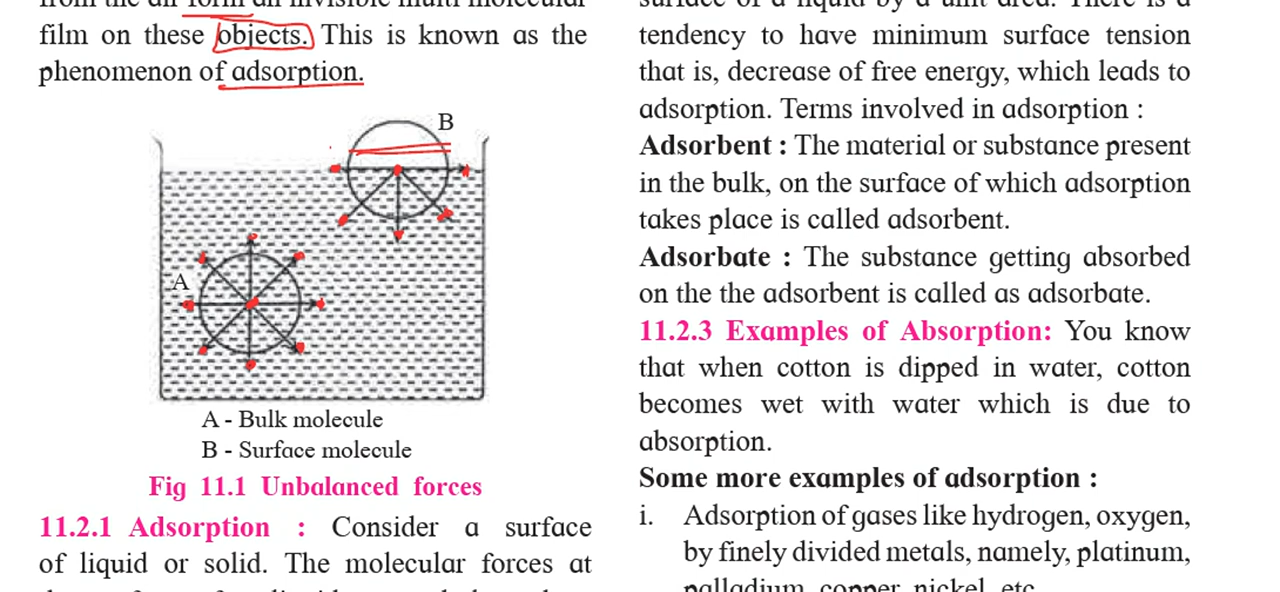 film on these objects. This is known as the
phenomenon of adsorption.
B
A
A - Bulk molecule
B - Surface molecule
Fig 11.1 Unbalanced forces
11.2.1 Adsorption : Consider a surface
of liquid or solid. The molecular forces at
tendency to have minimum surface tension
that is, decrease of free energy, which leads to
adsorption. Terms involved in adsorption :
Adsorbent : The material or substance present
in the bulk, on the surface of which adsorption
takes place is called adsorbent.
Adsorbate : The substance getting absorbed
on the the adsorbent is called as adsorbate.
11.2.3 Examples of Absorption: You know
that when cotton is dipped in water, cotton
becomes wet with water which is due to
absorption.
Some more examples of adsorption :
i. Adsorption of gases like hydrogen, oxygen,
by finely divided metals, namely, platinum,
palladium, copper, nickel, etc.